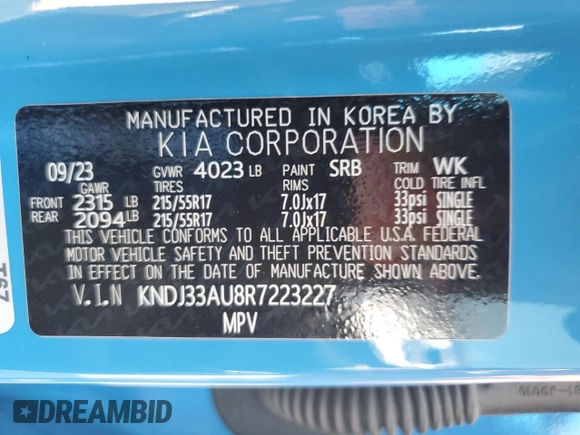 MANUFACTURED IN KOREA BY
KIA CORPORATION
09/23 GVWR 4023 LB PAINT SRB TRIM WK
GAWR TIRES RIMS COLD TIRE INFL
FRONT 2315 LB 215/55R17 7.0Jx17 33psi SINGLE
REAR 2094 LB 215/55R17 7.0Jx17 33psi SINGLE
THIS VEHICLE CONFORMS TO ALL APPLICABLE U.S.A. FEDERAL
MOTOR VEHICLE SAFETY AND THEFT PREVENTION STANDARDS
IN EFFECT ON THE DATE OF MANUFACTURE SHOWN ABOVE.
V.I.N KNDJ33AU8R7223227
MPV
T67
DREAMBID